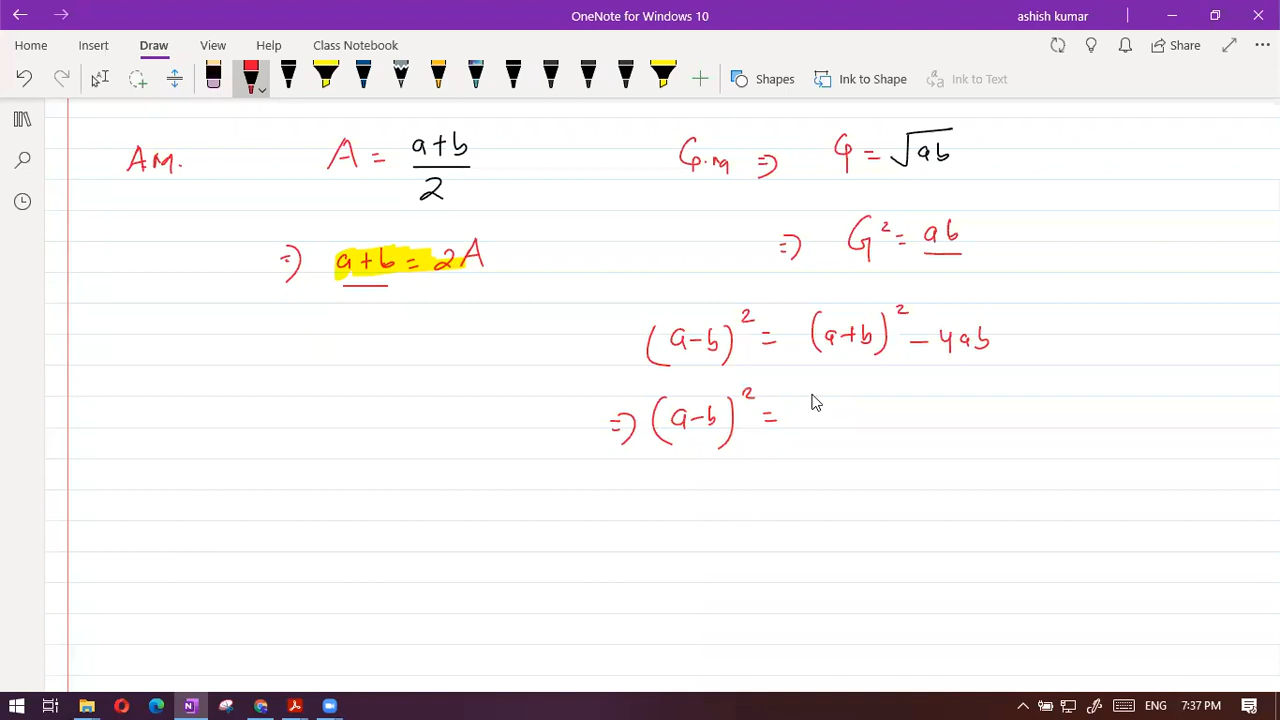 OneNote for Windows 10
ashish kumar
Home Insert Draw View Help Class Notebook
Share
Shapes Ink to Shape Ink to Text
A.M. A = a+b/2 G.M ⇒ G = √ab
⇒ a+b = 2A ⇒ G² = ab
(a-b)² = (a+b)² - 4ab
⇒ (a-b)² =
ENG 7:37 PM